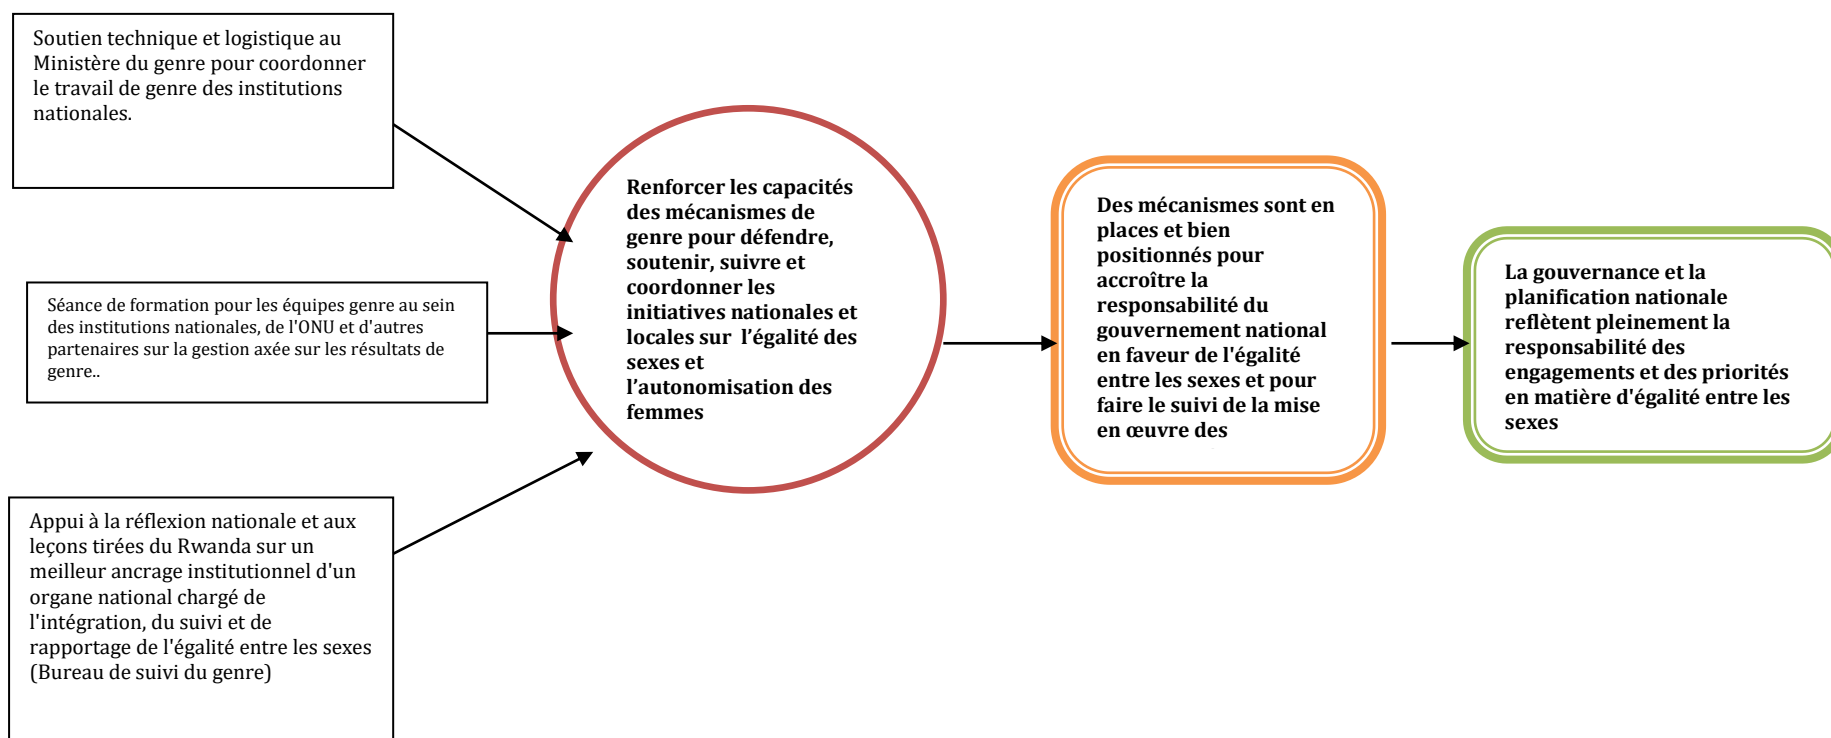 Soutien technique et logistique au
Ministère du genre pour coordonner
le travail de genre des institutions
nationales.
Séance de formation pour les équipes genre au sein
des institutions nationales, de l'ONU et d'autres
partenaires sur la gestion axée sur les résultats de
genre..
Appui à la réflexion nationale et aux
leçons tirées du Rwanda sur un
meilleur ancrage institutionnel d'un
organe national chargé de
l'intégration, du suivi et de
rapportage de l'égalité entre les sexes
(Bureau de suivi du genre)
Renforcer les capacités
des mécanismes de
genre pour défendre,
soutenir, suivre et
coordonner les
initiatives nationales et
locales sur  l’égalité des
sexes et
l’autonomisation des
femmes
Des mécanismes sont en
places et bien
positionnés pour
accroître la
responsabilité du
gouvernement national
en faveur de l'égalité
entre les sexes et pour
faire le suivi de la mise
en œuvre des
La gouvernance et la
planification nationale
reflètent pleinement la
responsabilité des
engagements et des priorités
en matière d'égalité entre les
sexes